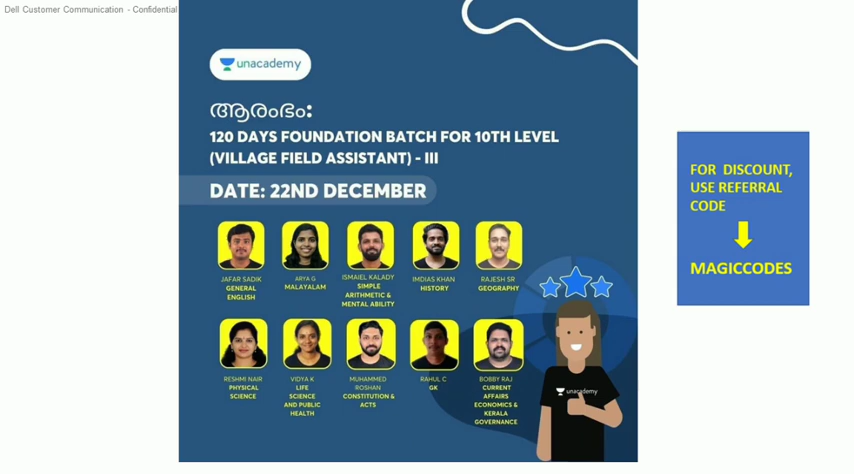 Dell Customer Communication - Confidential
unacademy
ആരംഭം:
120 DAYS FOUNDATION BATCH FOR 10TH LEVEL
(VILLAGE FIELD ASSISTANT) - III
DATE: 22ND DECEMBER
JAFAR SADIK
GENERAL
ENGLISH
ARYA G
MALAYALAM
ISMAIEL KALADY
SIMPLE
ARITHMETIC &
MENTAL ABILITY
IMDIAS KHAN
HISTORY
RAJESH SR
GEOGRAPHY
RESHMI NAIR
PHYSICAL
SCIENCE
VIDYA K
LIFE
SCIENCE
AND PUBLIC
HEALTH
MUHAMMED
ROSHAN
CONSTITUTION &
ACTS
RAHUL C
GK
BOBBY RAJ
CURRENT
AFFAIRS
ECONOMICS &
KERALA
GOVERNANCE
unacademy
FOR DISCOUNT,
USE REFERRAL
CODE
MAGICCODES